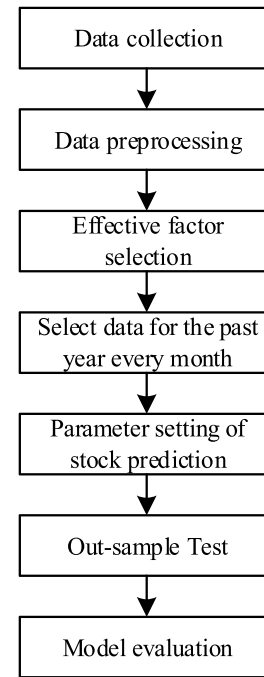 Data collection
Data preprocessing
Effective factor
selection
Select data for the past
year every month
Parameter setting of
stock prediction
Out-sample Test
Model evaluation